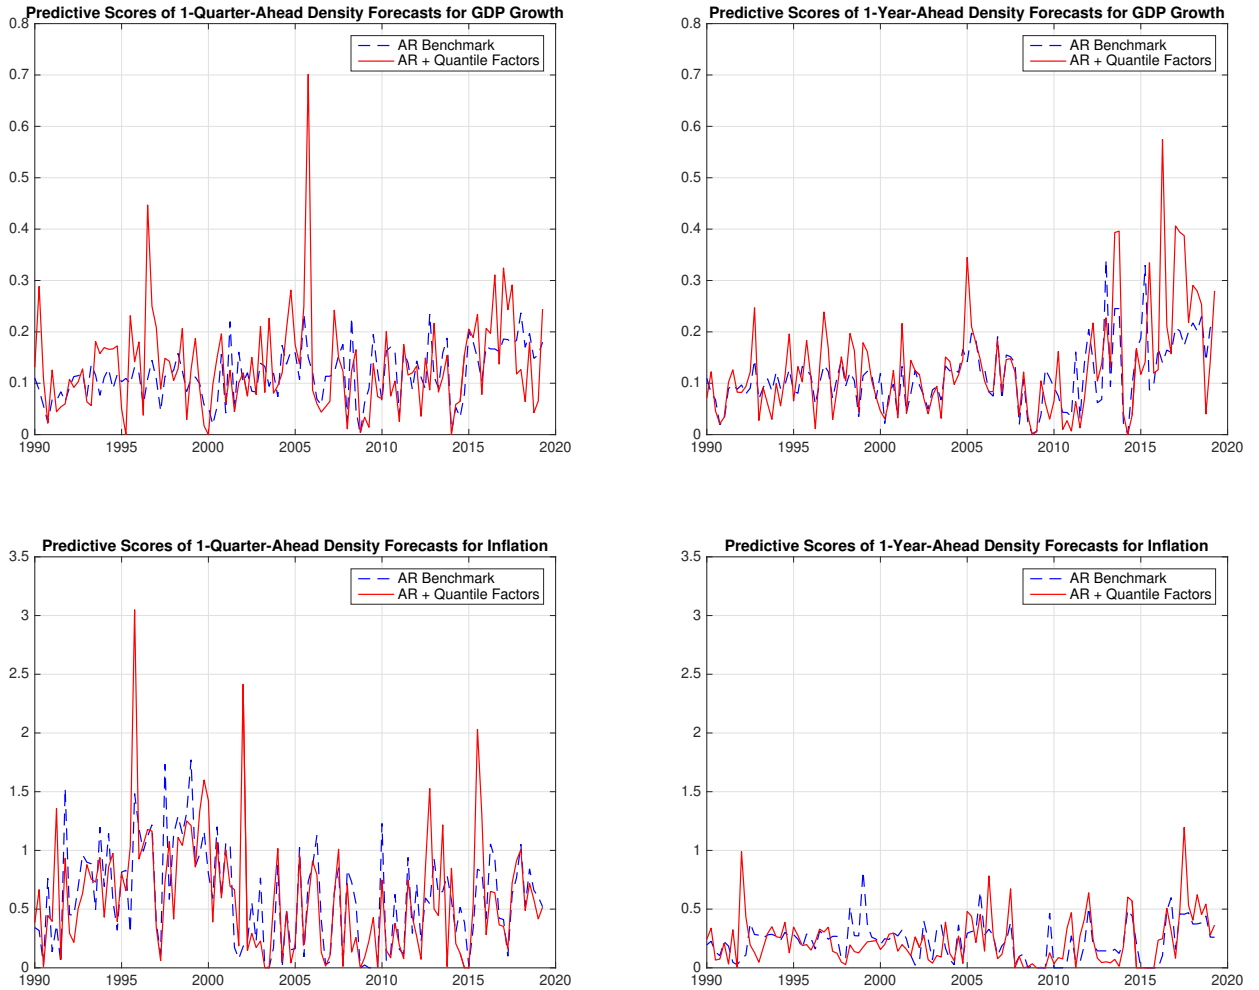 Predictive Scores of 1-Quarter-Ahead Density Forecasts for GDP Growth
0.8
0.7
0.6
0.5
0.4
0.3
0.2
0.1
0
1990 1995 2000 2005 2010 2015 2020
AR Benchmark
AR + Quantile Factors
Predictive Scores of 1-Year-Ahead Density Forecasts for GDP Growth
0.8
0.7
0.6
0.5
0.4
0.3
0.2
0.1
0
1990 1995 2000 2005 2010 2015 2020
AR Benchmark
AR + Quantile Factors
Predictive Scores of 1-Quarter-Ahead Density Forecasts for Inflation
3.5
3
2.5
2
1.5
1
0.5
0
1990 1995 2000 2005 2010 2015 2020
AR Benchmark
AR + Quantile Factors
Predictive Scores of 1-Year-Ahead Density Forecasts for Inflation
3.5
3
2.5
2
1.5
1
0.5
0
1990 1995 2000 2005 2010 2015 2020
AR Benchmark
AR + Quantile Factors